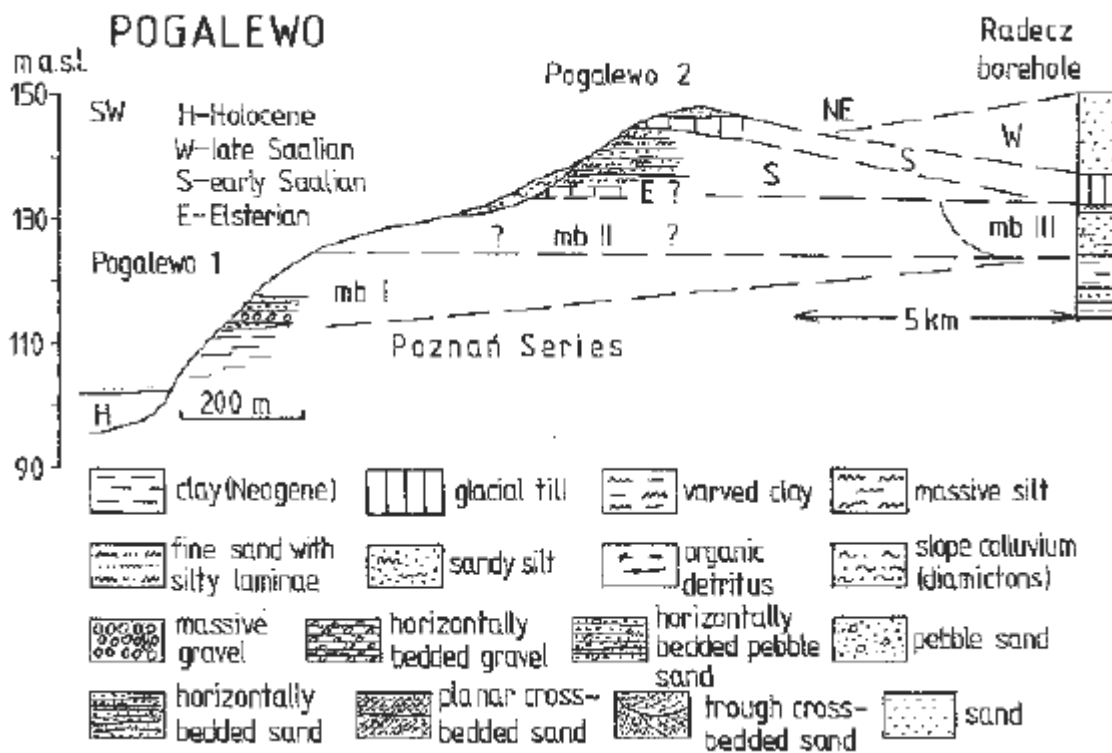 POGALEWO
m a.s.l.
Radecz
borehole
Pogalewo 2
150
SW
NE
H-Holocene
W-late Saalian
S-early Saalian
E-Elsterian
W
S
S
E ?
130
? mb II ?
mb III
Pogalewo 1
mb I
5 km
110
Poznań Series
200 m
H
90
clay (Neogene)
glacial till
varved clay
massive silt
fine sand with
silty laminae
sandy silt
organic
detritus
slope colluvium
(diamictons)
massive
gravel
horizontally
bedded gravel
horizontally
bedded pebble
sand
pebble sand
horizontally
bedded sand
planar cross-
bedded sand
trough cross-
bedded sand
sand